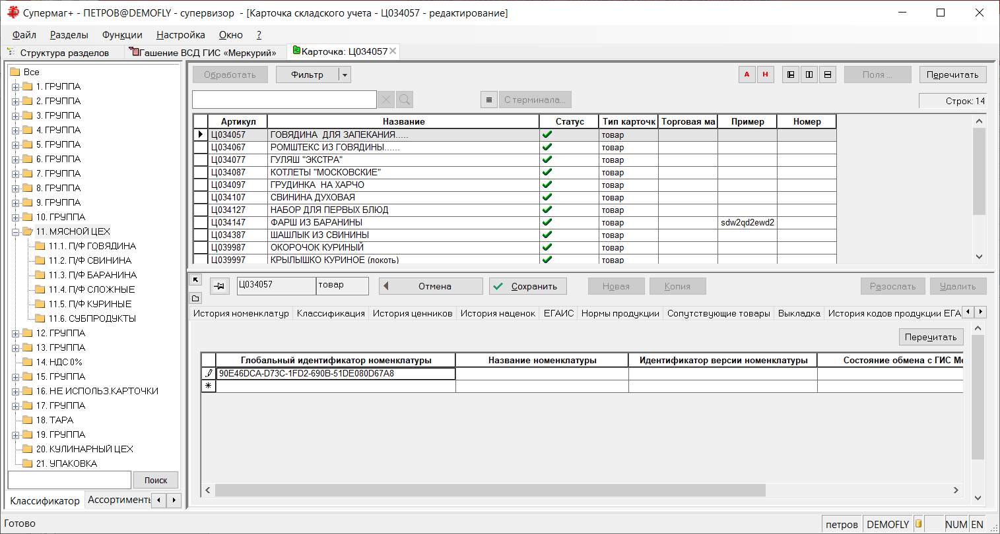 Супермаг+ - ПЕТРОВ@DEMOFLY - супервизор - [Карточка складского учета - Ц034057 - редактирование]
Файл Разделы Функции Настройка Окно ?
Структура разделов Гашение ВСД ГИС «Меркурий» Карточка: Ц034057
Все
1. ГРУППА
2. ГРУППА
3. ГРУППА
4. ГРУППА
5. ГРУППА
6. ГРУППА
7. ГРУППА
8. ГРУППА
9. ГРУППА
10. ГРУППА
11. МЯСНОЙ ЦЕХ
11.1. П/Ф ГОВЯДИНА
11.2. П/Ф СВИНИНА
11.3. П/Ф БАРАНИНА
11.4. П/Ф СЛОЖНЫЕ
11.5. П/Ф КУРИНЫЕ
11.6. СУБПРОДУКТЫ
12. ГРУППА
13. ГРУППА
14. НДС 0%
15. ГРУППА
16. НЕ ИСПОЛЬЗ.КАРТОЧКИ
17. ГРУППА
18. ТАРА
19. ГРУППА
20. КУЛИНАРНЫЙ ЦЕХ
21. УПАКОВКА
Поиск
Классификатор Ассортименты
Обработать Фильтр А Н Поля ... Перечитать
С терминала... Строк: 14
Артикул Название Статус Тип карточк Торговая ма Пример Номер
Ц034057 ГОВЯДИНА ДЛЯ ЗАПЕКАНИЯ..... товар
Ц034067 РОМШТЕКС ИЗ ГОВЯДИНЫ...... товар
Ц034077 ГУЛЯШ "ЭКСТРА" товар
Ц034087 КОТЛЕТЫ "МОСКОВСКИЕ" товар
Ц034097 ГРУДИНКА НА ХАРЧО товар
Ц034107 СВИНИНА ДУХОВАЯ товар
Ц034127 НАБОР ДЛЯ ПЕРВЫХ БЛЮД товар
Ц034147 ФАРШ ИЗ БАРАНИНЫ товар sdw2qd2ewd2
Ц034387 ШАШЛЫК ИЗ СВИНИНЫ товар
Ц039987 ОКОРОЧОК КУРИНЫЙ товар
Ц039997 КРЫЛЫШКО КУРИНОЕ (локоть) товар
Ц034057 товар Отмена Сохранить Новая Копия Разослать Удалить
История номенклатур Классификация История ценников История наценок ЕГАИС Нормы продукции Сопутствующие товары Выкладка История кодов продукции ЕГА
Перечитать
Глобальный идентификатор номенклатуры Название номенклатуры Идентификатор версии номенклатуры Состояние обмена с ГИС Ме
90E46DCA-D73C-1FD2-690B-51DE080D67A8
*
Готово петров DEMOFLY NUM EN